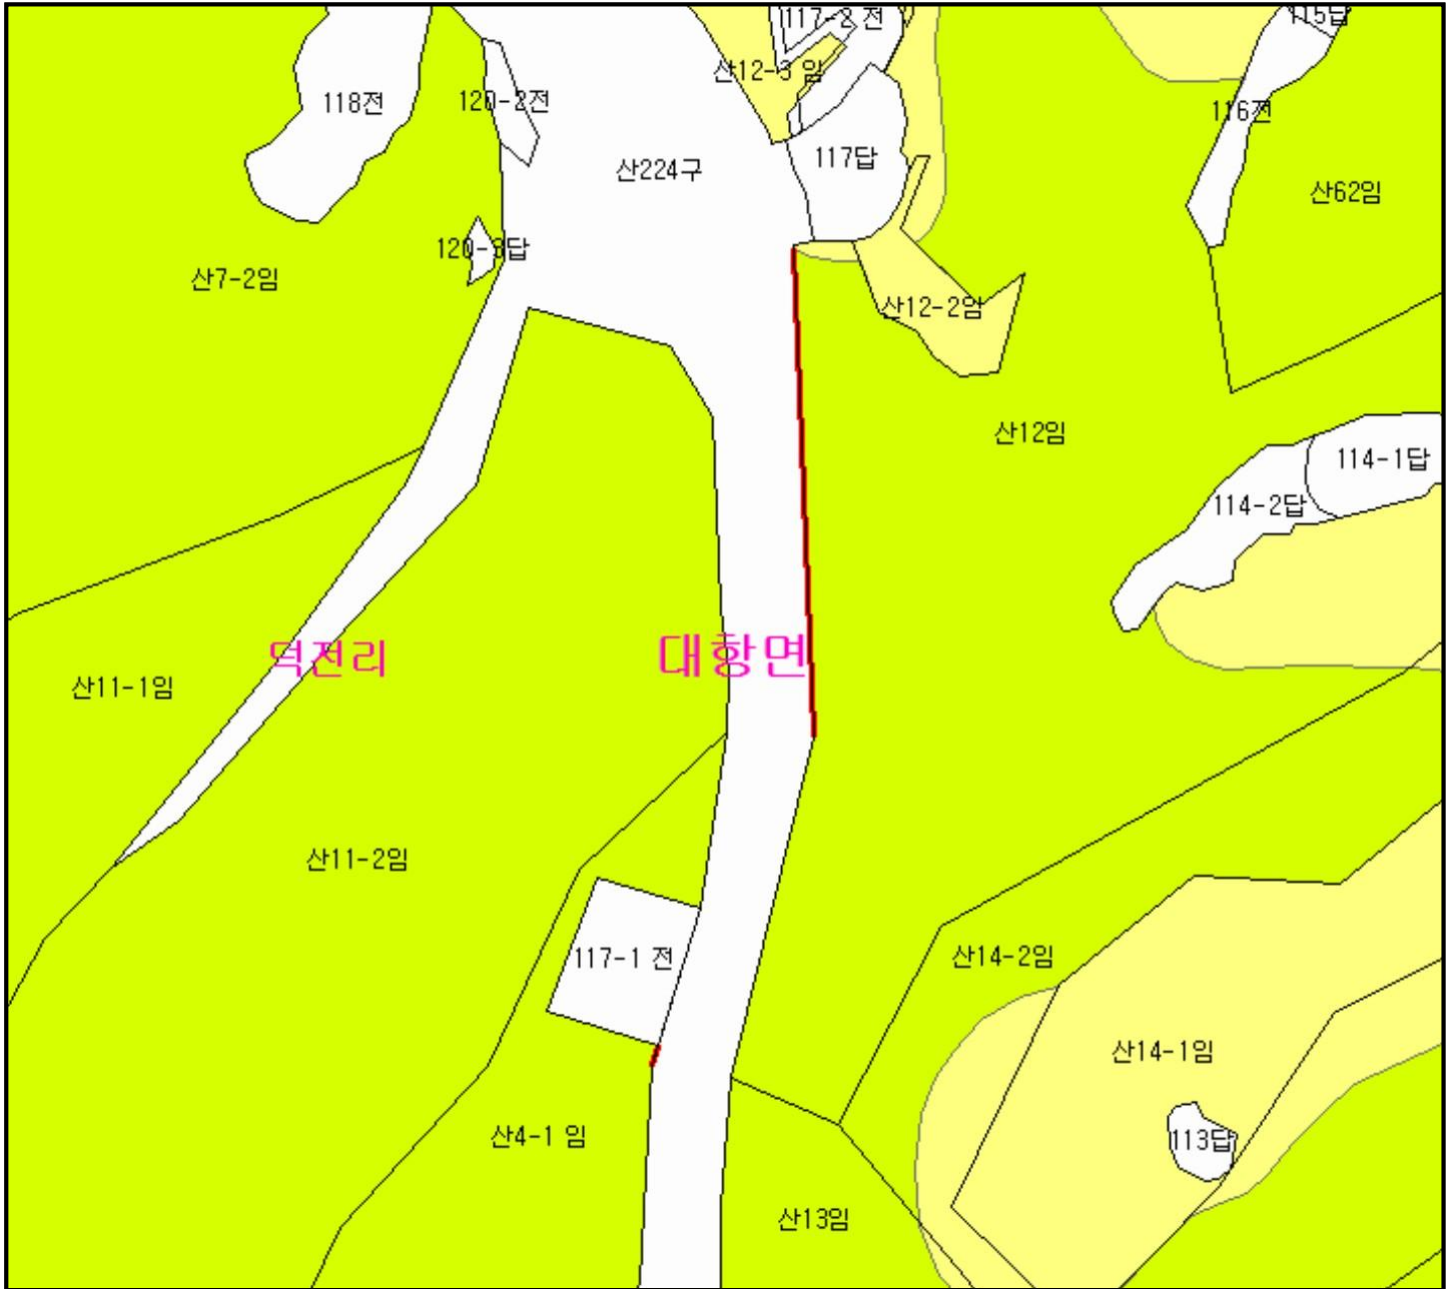 117-2 전
115답
산12-3 임
118전
120-2전
116전
117답
산224구
산62임
120-3답
산7-2임
산12-2임
산12임
114-1답
114-2답
덕전리
대항면
산11-1임
산11-2임
117-1 전
산14-2임
산14-1임
산4-1 임
113답
산13임